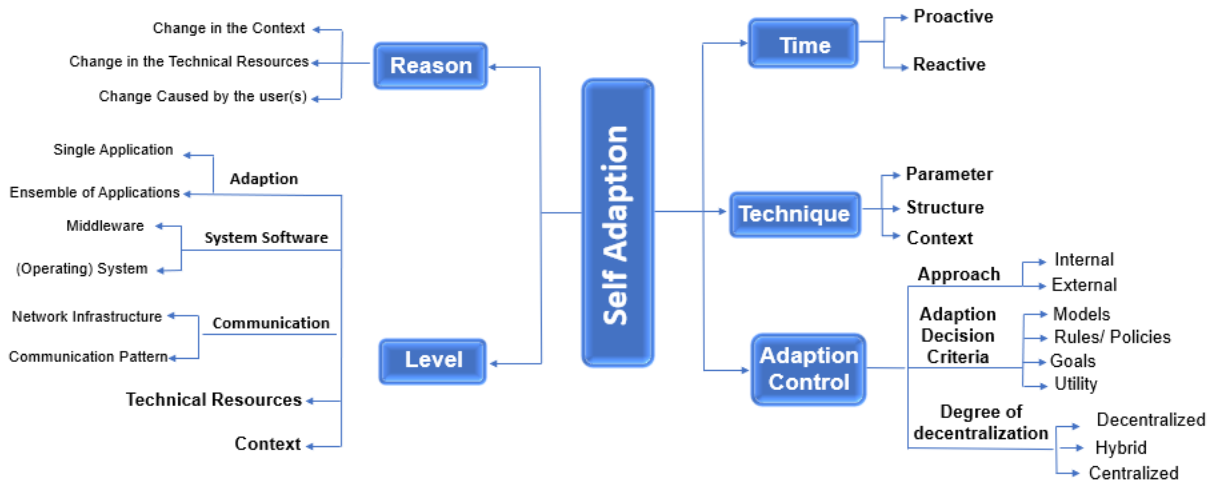 Self Adaption
Reason
Change in the Context
Change in the Technical Resources
Change Caused by the user(s)
Level
Adaption
Single Application
Ensemble of Applications
System Software
Middleware
(Operating) System
Communication
Network Infrastructure
Communication Pattern
Technical Resources
Context
Time
Proactive
Reactive
Technique
Parameter
Structure
Context
Adaption
Control
Approach
Internal
External
Adaption
Decision
Criteria
Models
Rules/ Policies
Goals
Utility
Degree of
decentralization
Decentralized
Hybrid
Centralized